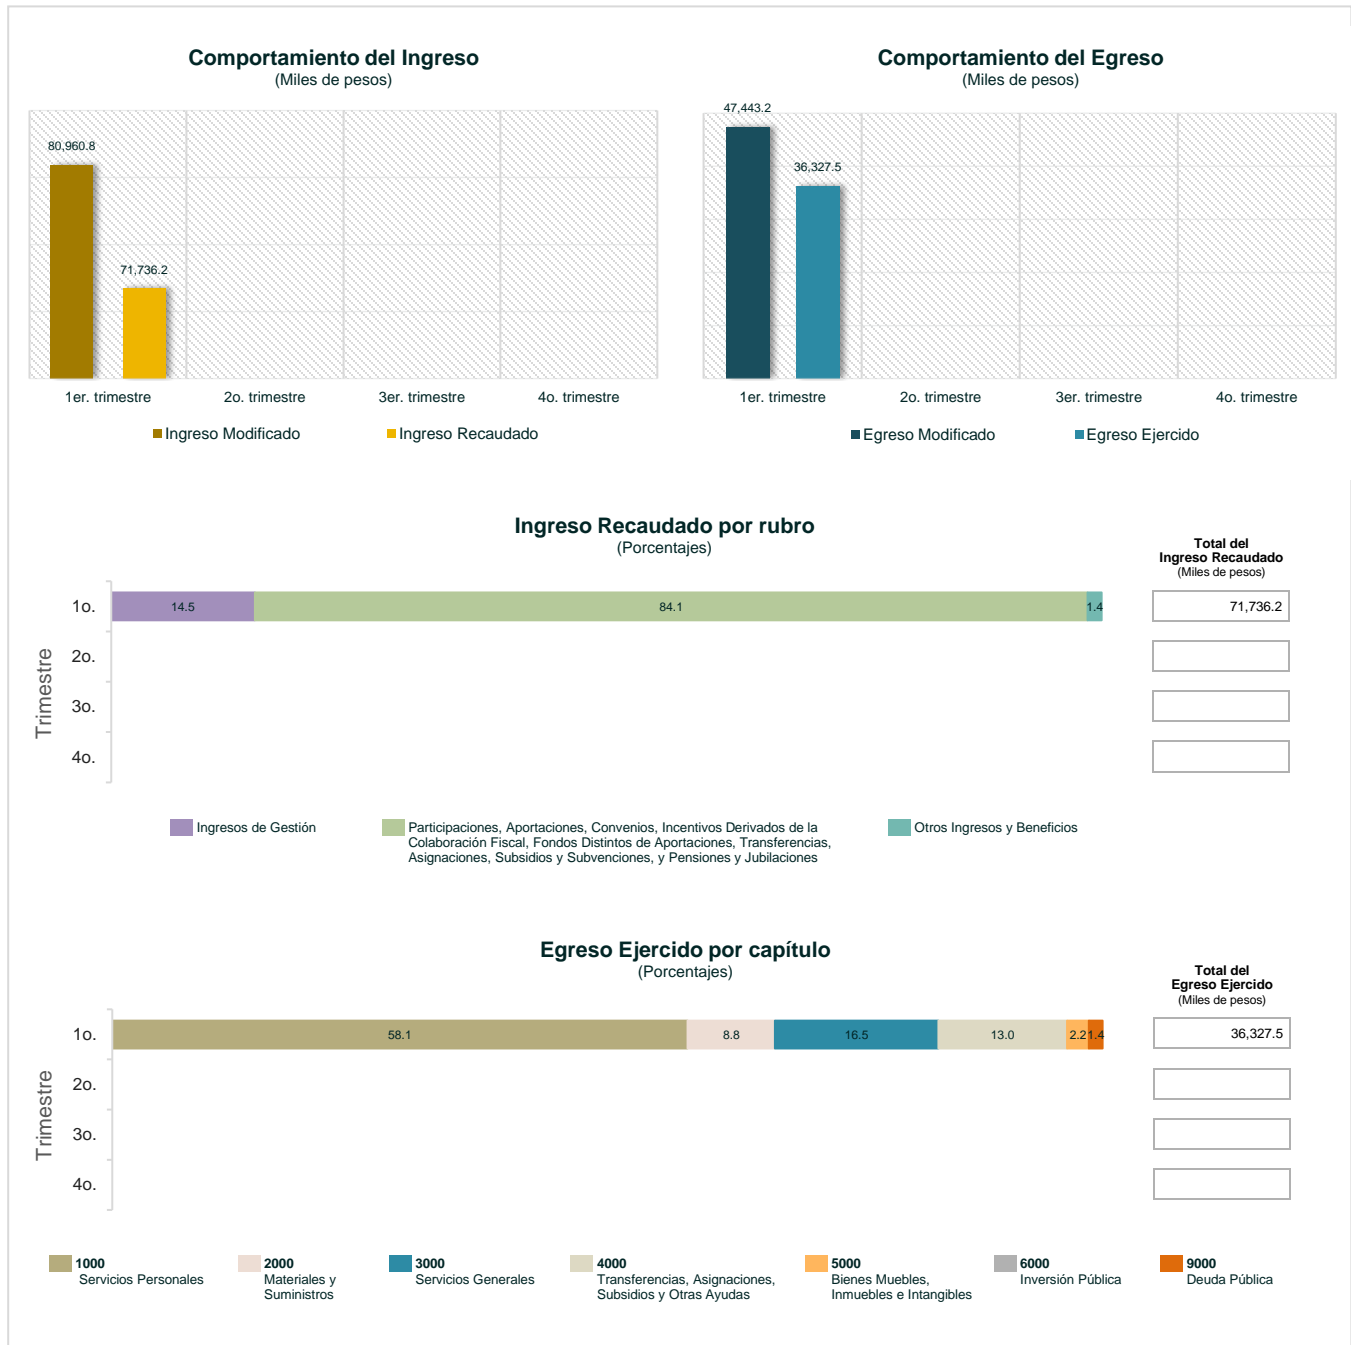 Comportamiento del Ingreso
(Miles de pesos)
80,960.8
71,736.2
1er. trimestre 2o. trimestre 3er. trimestre 4o. trimestre
Ingreso Modificado Ingreso Recaudado
Comportamiento del Egreso
(Miles de pesos)
47,443.2
36,327.5
1er. trimestre 2o. trimestre 3er. trimestre 4o. trimestre
Egreso Modificado Egreso Ejercido
Ingreso Recaudado por rubro
(Porcentajes)
Total del
Ingreso Recaudado
(Miles de pesos)
Trimestre
1o. 14.5 84.1 1.4 71,736.2
2o.
3o.
4o.
Ingresos de Gestión
Participaciones, Aportaciones, Convenios, Incentivos Derivados de la
Colaboración Fiscal, Fondos Distintos de Aportaciones, Transferencias,
Asignaciones, Subsidios y Subvenciones, y Pensiones y Jubilaciones
Otros Ingresos y Beneficios
Egreso Ejercido por capítulo
(Porcentajes)
Total del
Egreso Ejercido
(Miles de pesos)
Trimestre
1o. 58.1 8.8 16.5 13.0 2.2 1.4 36,327.5
2o.
3o.
4o.
1000
Servicios Personales
2000
Materiales y
Suministros
3000
Servicios Generales
4000
Transferencias, Asignaciones,
Subsidios y Otras Ayudas
5000
Bienes Muebles,
Inmuebles e Intangibles
6000
Inversión Pública
9000
Deuda Pública